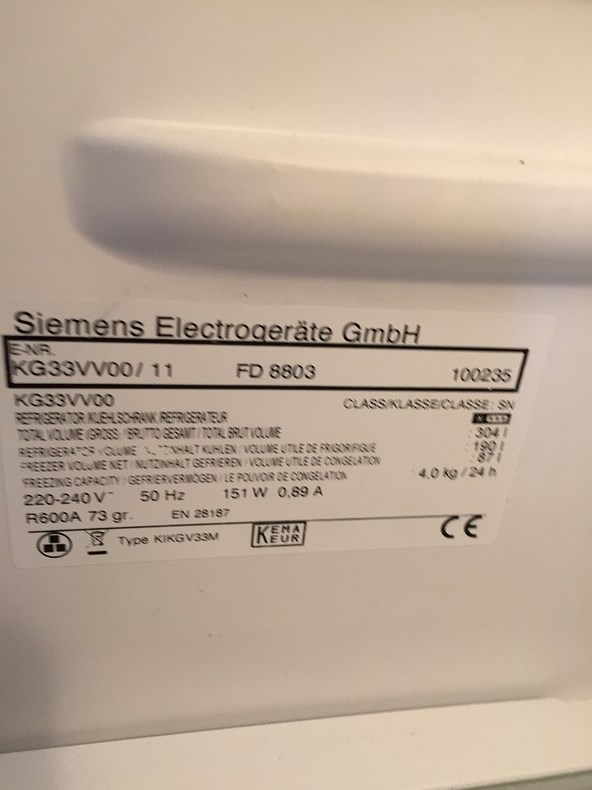 Siemens Electrogeräte GmbH
E-NR.
KG33VV00/ 11 FD 8803 100235
KG33VV00 CLASS/KLASSE/CLASSE: SN
REFRIGERATOR /KUEHLSCHRANK /REFRIGERATEUR
TOTAL VOLUME /GROSS / BRUTTO GESAMT / TOTAL BRUT VOLUME : 304 l
REFRIGERATOR VOLUME KUHLEN / VOLUME UTILE DE FRIGORIFIQUE : 190 l
FREEZER VOLUME NET / NUTZINHALT GEFRIEREN / VOLUME UTILE DE CONGELATION : 87 l
FREEZING CAPACITY / GEFRIERVERMÖGEN / LE POUVOIR DE CONGELATION : 4,0 kg / 24 h
220-240 V~ 50 Hz 151 W 0,89 A
R600A 73 gr. EN 28187
Type KIKGV33M KEMA KEUR CE